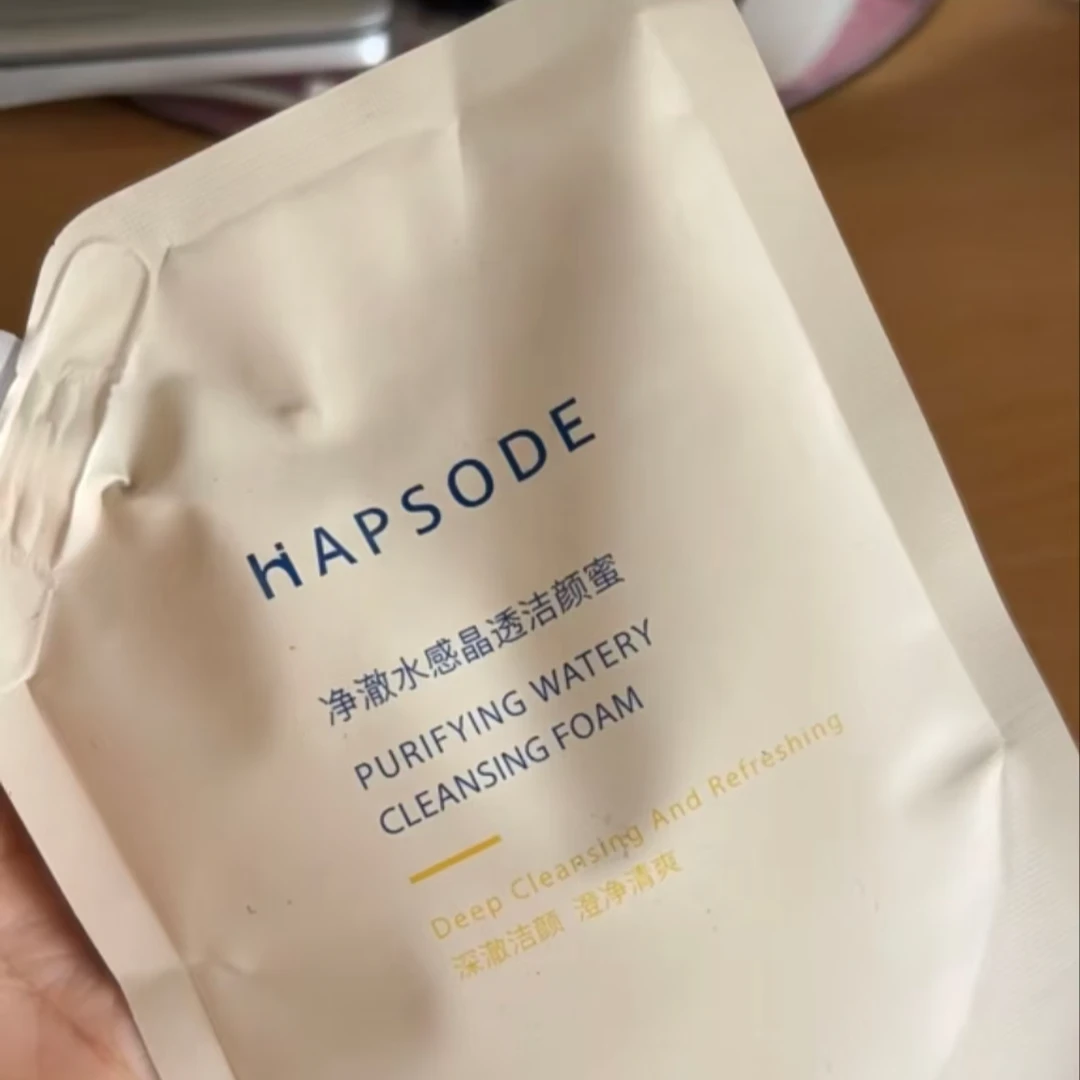 HAPSODE
净澈水感晶透洁颜蜜
PURIFYING WATERY
CLEANSING FOAM
Deep Cleansing And Refreshing
深澈洁颜 澄净清爽